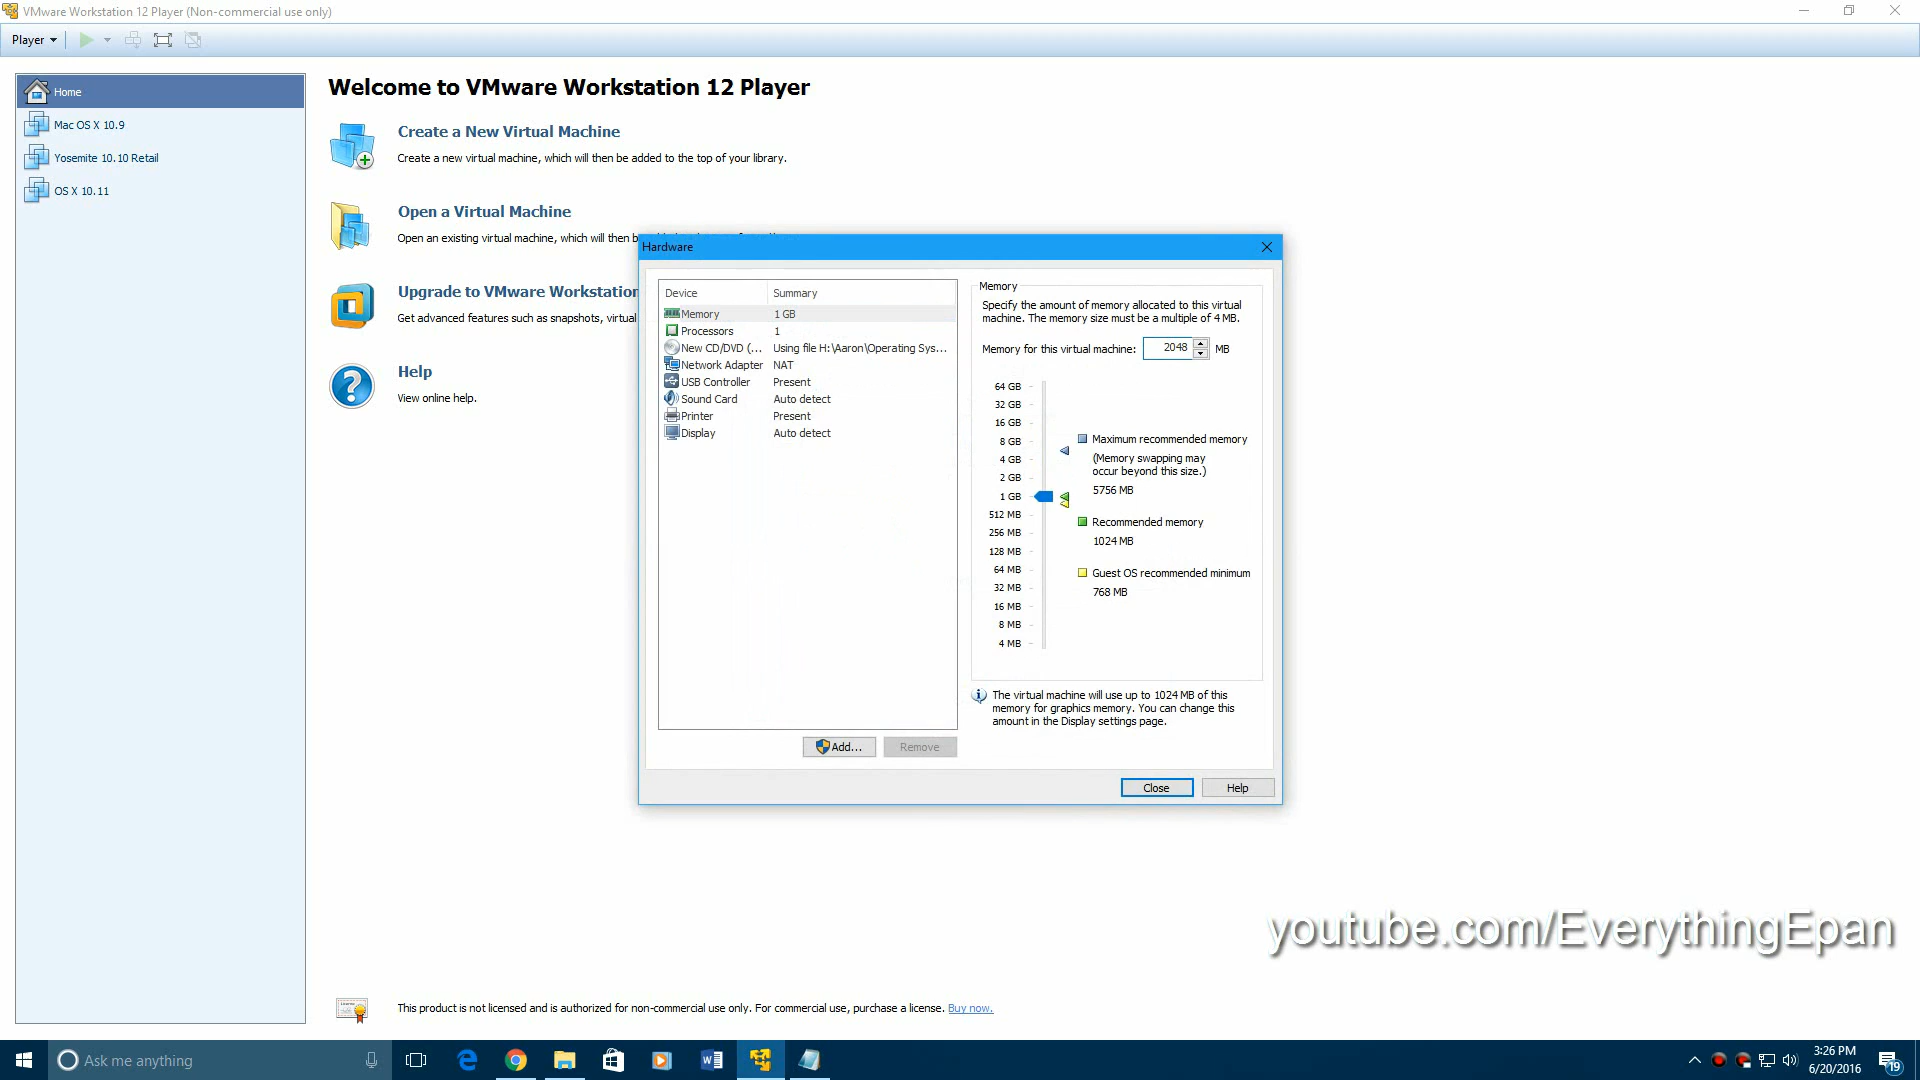 VMware Workstation 12 Player (Non-commercial use only)
Player
Home
Mac OS X 10.9
Yosemite 10.10 Retail
OS X 10.11
Welcome to VMware Workstation 12 Player
Create a New Virtual Machine
Create a new virtual machine, which will then be added to the top of your library.
Open a Virtual Machine
Open an existing virtual machine, which will then b
Upgrade to VMware Workstation
Get advanced features such as snapshots, virtual
Help
View online help.
Hardware
Device Summary
Memory 1 GB
Processors 1
New CD/DVD (... Using file H:\Aaron\Operating Sys...
Network Adapter NAT
USB Controller Present
Sound Card Auto detect
Printer Present
Display Auto detect
Add...
Remove
Memory
Specify the amount of memory allocated to this virtual
machine. The memory size must be a multiple of 4 MB.
Memory for this virtual machine: 2048 MB
64 GB
32 GB
16 GB
8 GB
4 GB
2 GB
1 GB
512 MB
256 MB
128 MB
64 MB
32 MB
16 MB
8 MB
4 MB
Maximum recommended memory
(Memory swapping may
occur beyond this size.)
5756 MB
Recommended memory
1024 MB
Guest OS recommended minimum
768 MB
The virtual machine will use up to 1024 MB of this
memory for graphics memory. You can change this
amount in the Display settings page.
Close
Help
youtube.com/EverythingEpan
This product is not licensed and is authorized for non-commercial use only. For commercial use, purchase a license. Buy now.
Ask me anything
3:26 PM
6/20/2016
19